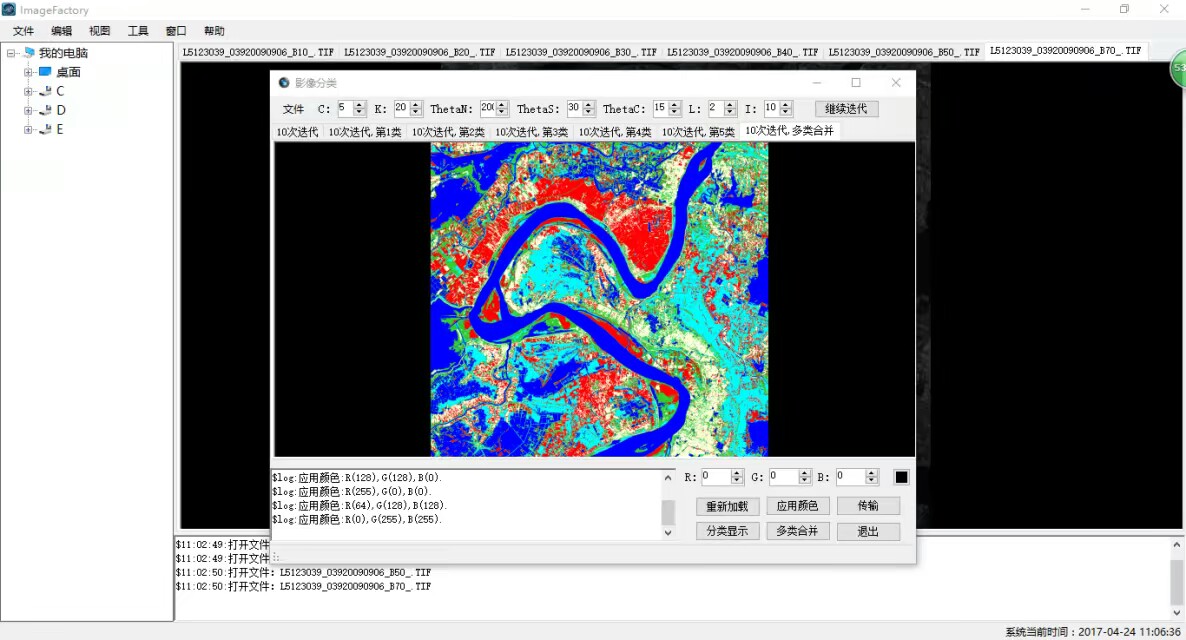 ImageFactory
文件 编辑 视图 工具 窗口 帮助
我的电脑
桌面
C
D
E
L5123039_03920090906_B10_.TIF L5123039_03920090906_B20_.TIF L5123039_03920090906_B30_.TIF L5123039_03920090906_B40_.TIF L5123039_03920090906_B50_.TIF L5123039_03920090906_B70_.TIF
53
影像分类
文件 C: 5 K: 20 ThetaN: ThetaS: 30 ThetaC: 15 L: 2 I: 10 继续迭代
10次迭代 10次迭代,第1类 10次迭代,第2类 10次迭代,第3类 10次迭代,第4类 10次迭代,第5类 10次迭代,多类合并
$log:应用颜色:R(128),G(128),B(0).
$log:应用颜色:R(255),G(0),B(0).
$log:应用颜色:R(64),G(128),B(128).
$log:应用颜色:R(0),G(255),B(255).
R: 0 G: 0 B: 0
重新加载 应用颜色 传输
分类显示 多类合并 退出
$11:02:49:打开文件
$11:02:49:打开文件
$11:02:50:打开文件: L5123039_03920090906_B50_.TIF
$11:02:50:打开文件: L5123039_03920090906_B70_.TIF
系统当前时间:2017-04-24 11:06:36